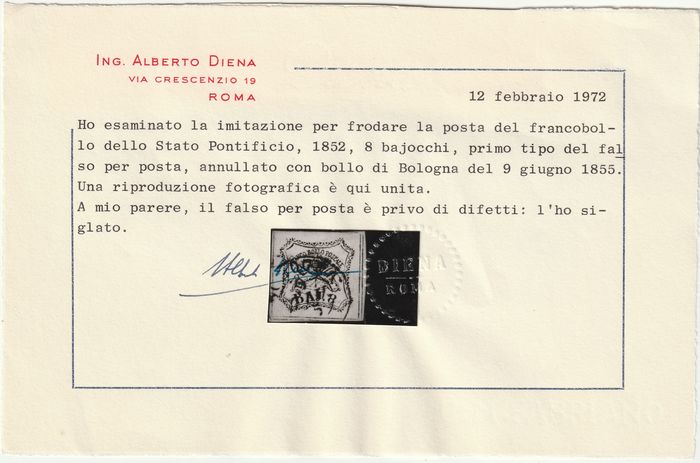 ING. ALBERTO DIENA
VIA CRESCENZIO 19
ROMA
12 febbraio 1972
Ho esaminato la imitazione per frodare la posta del francobol-
lo dello Stato Pontificio, 1852, 8 bajocchi, primo tipo del fal
so per posta, annullato con bollo di Bologna del 9 giugno 1855.
Una riproduzione fotografica è qui unita.
A mio parere, il falso per posta è privo di difetti: l'ho si-
glato.
DIENA
ROMA